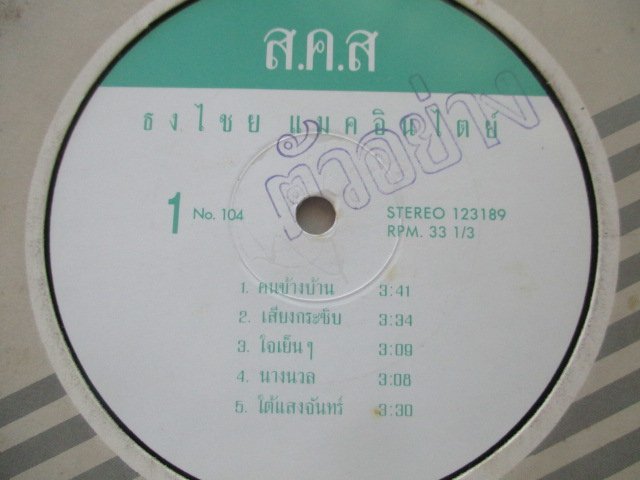 ส.ค.ส
ธงไชย แมคอินไตย์
ตัวอย่าง
1 No. 104
STEREO 123189
RPM. 33 1/3
1. คนข้างบ้าน 3:41
2. เสียงกระซิบ 3:34
3. ใจเย็น ๆ 3:09
4. นางนวล 3:08
5. ใต้แสงจันทร์ 3:30